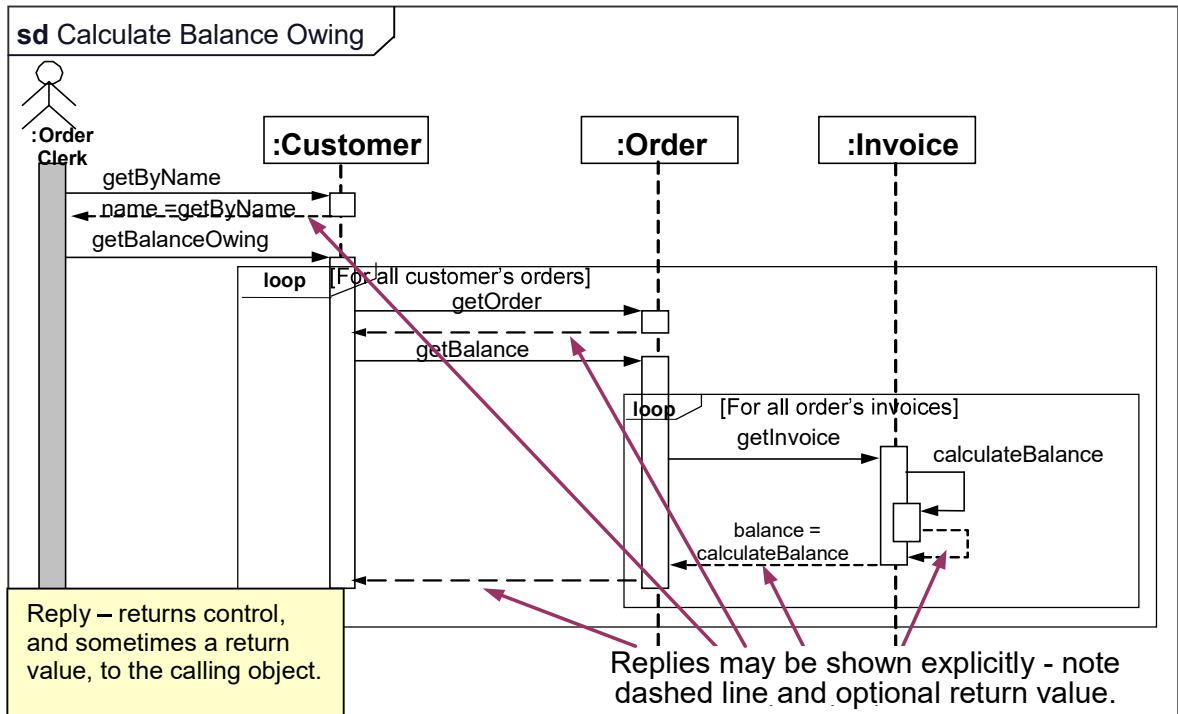 sd Calculate Balance Owing
:Order
Clerk
:Customer
:Order
:Invoice
getByName
name =getByName
getBalanceOwing
loop [For all customer's orders]
getOrder
getBalance
loop [For all order's invoices]
getInvoice
calculateBalance
balance =
calculateBalance
Reply – returns control,
and sometimes a return
value, to the calling object.
Replies may be shown explicitly - note
dashed line and optional return value.